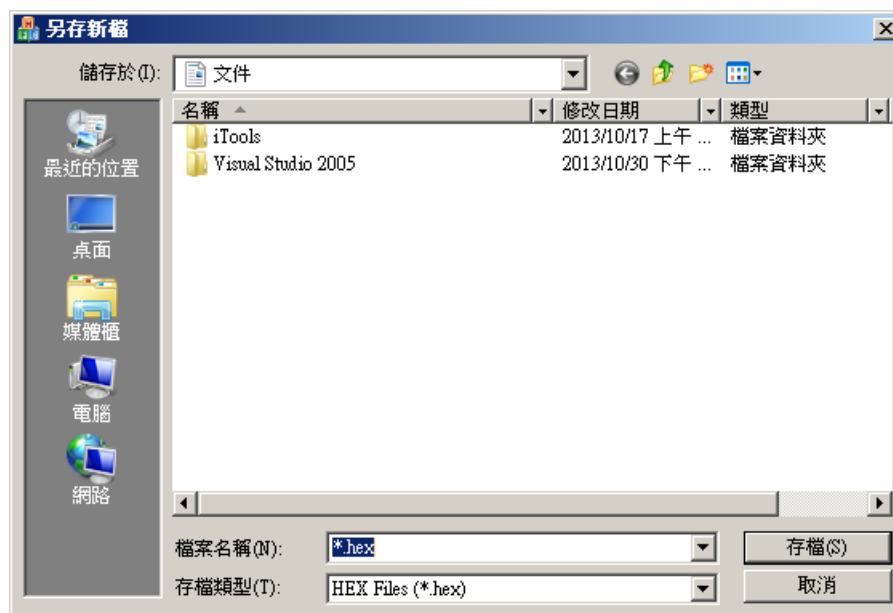 另存新檔
儲存於(I):
文件
名稱
修改日期
類型
iTools
2013/10/17 上午 ...
檔案資料夾
Visual Studio 2005
2013/10/30 下午 ...
檔案資料夾
最近的位置
桌面
媒體櫃
電腦
網路
檔案名稱(N):
*.hex
存檔(S)
存檔類型(T):
HEX Files (*.hex)
取消